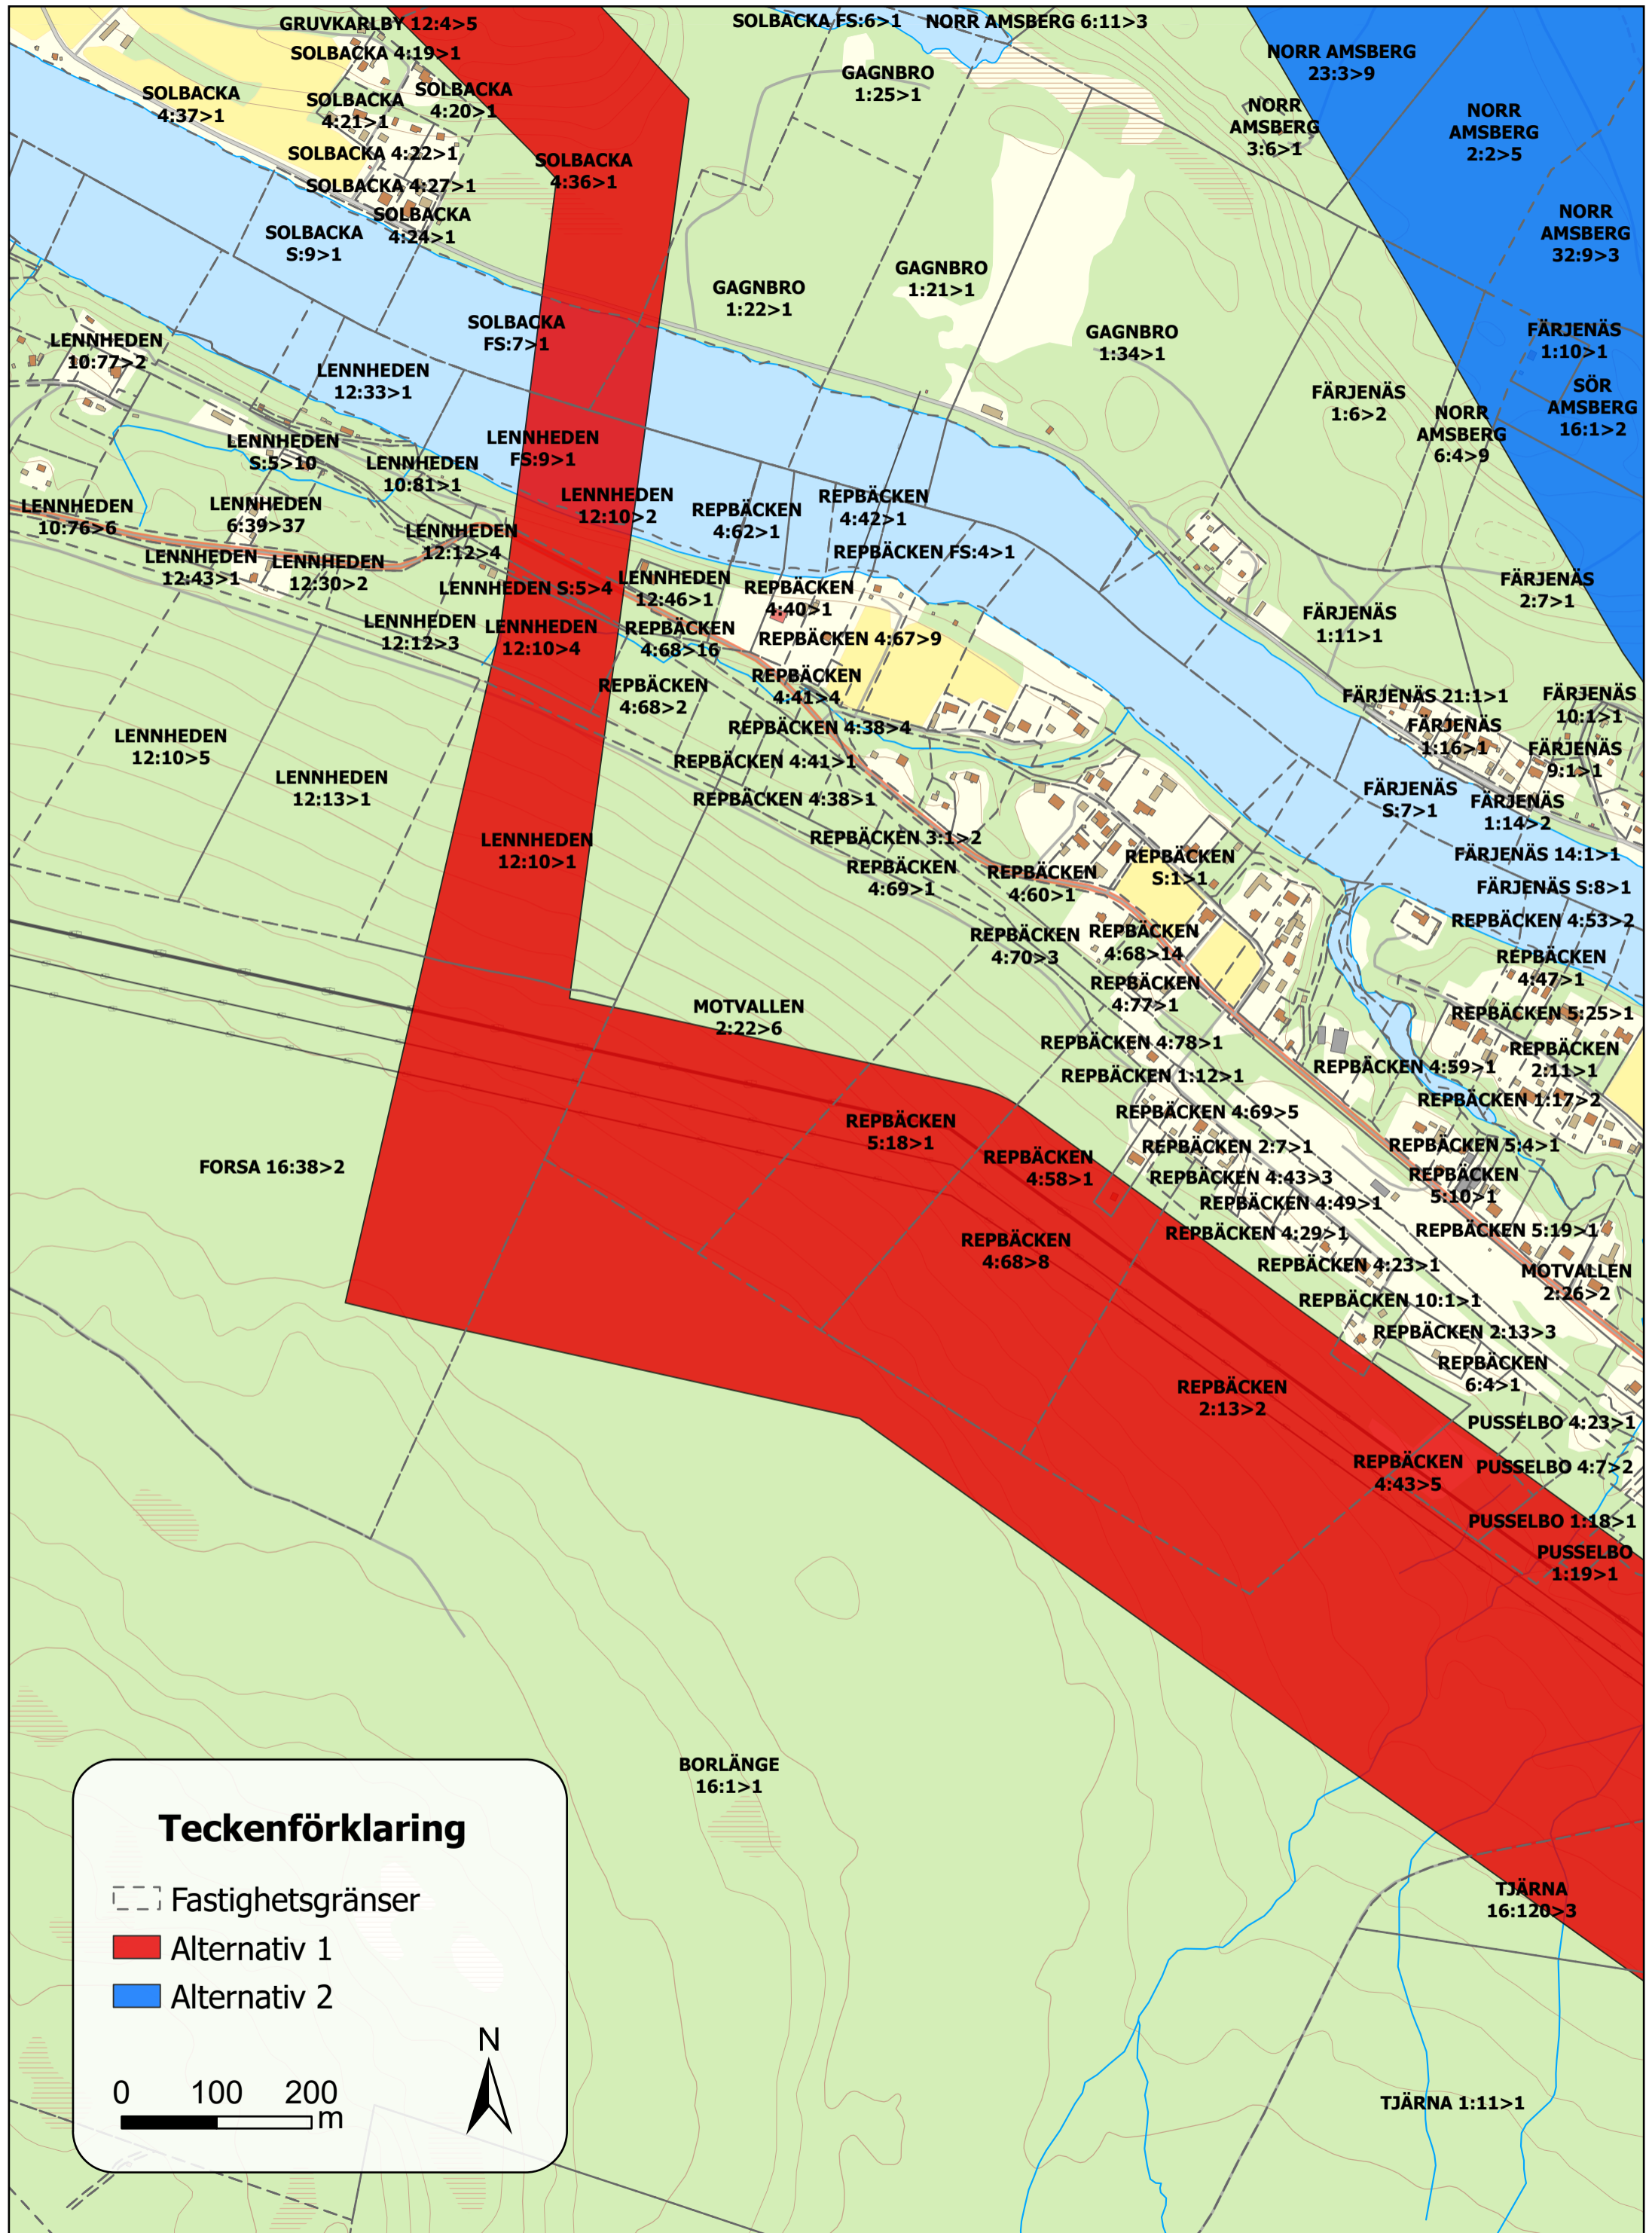 GRUVKARLBY 12:4>5
SOLBACKA FS:6>1
NORR AMSBERG 6:11>3
SOLBACKA 4:19>1
NORR AMSBERG
23:3>9
SOLBACKA
4:37>1
SOLBACKA
4:21>1
SOLBACKA
4:20>1
GAGNBRO
1:25>1
NORR
AMSBERG
3:6>1
NORR
AMSBERG
2:2>5
SOLBACKA 4:22>1
SOLBACKA
4:36>1
SOLBACKA 4:27>1
SOLBACKA
4:24>1
SOLBACKA
S:9>1
NORR
AMSBERG
32:9>3
GAGNBRO
1:22>1
GAGNBRO
1:21>1
GAGNBRO
1:34>1
SOLBACKA
FS:7>1
FÄRJENÄS
1:10>1
LENNHEDEN
10:77>2
LENNHEDEN
12:33>1
FÄRJENÄS
1:6>2
SÖR
AMSBERG
16:1>2
NORR
AMSBERG
6:4>9
LENNHEDEN
S:5>10
LENNHEDEN
FS:9>1
LENNHEDEN
10:81>1
LENNHEDEN
10:76>6
LENNHEDEN
6:39>37
LENNHEDEN
12:10>2
REPBÄCKEN
4:62>1
REPBÄCKEN
4:42>1
LENNHEDEN
12:12>4
REPBÄCKEN FS:4>1
LENNHEDEN
12:43>1
LENNHEDEN
12:30>2
LENNHEDEN S:5>4
LENNHEDEN
12:46>1
REPBÄCKEN
4:40>1
FÄRJENÄS
2:7>1
LENNHEDEN
12:12>3
LENNHEDEN
12:10>4
REPBÄCKEN
4:68>16
REPBÄCKEN 4:67>9
FÄRJENÄS
1:11>1
REPBÄCKEN
4:68>2
REPBÄCKEN
4:41>4
FÄRJENÄS 21:1>1
FÄRJENÄS
10:1>1
LENNHEDEN
12:10>5
REPBÄCKEN 4:38>4
FÄRJENÄS
1:16>1
FÄRJENÄS
9:1>1
REPBÄCKEN 4:41>1
LENNHEDEN
12:13>1
REPBÄCKEN 4:38>1
FÄRJENÄS
S:7>1
FÄRJENÄS
1:14>2
LENNHEDEN
12:10>1
REPBÄCKEN 3:1>2
REPBÄCKEN
S:1>1
FÄRJENÄS 14:1>1
REPBÄCKEN
4:69>1
REPBÄCKEN
4:60>1
FÄRJENÄS S:8>1
REPBÄCKEN 4:53>2
REPBÄCKEN
4:70>3
REPBÄCKEN
4:68>14
REPBÄCKEN
4:47>1
REPBÄCKEN
4:77>1
MOTVALLEN
2:22>6
REPBÄCKEN 5:25>1
REPBÄCKEN 4:78>1
REPBÄCKEN
2:11>1
REPBÄCKEN 4:59>1
REPBÄCKEN 1:12>1
REPBÄCKEN 1:17>2
REPBÄCKEN 4:69>5
REPBÄCKEN
5:18>1
REPBÄCKEN 2:7>1
REPBÄCKEN 5:4>1
FORSA 16:38>2
REPBÄCKEN
4:58>1
REPBÄCKEN 4:43>3
REPBÄCKEN
5:10>1
REPBÄCKEN 4:49>1
REPBÄCKEN 4:29>1
REPBÄCKEN 5:19>1
REPBÄCKEN
4:68>8
REPBÄCKEN 4:23>1
MOTVALLEN
2:26>2
REPBÄCKEN 10:1>1
REPBÄCKEN 2:13>3
REPBÄCKEN
6:4>1
REPBÄCKEN
2:13>2
PUSSELBO 4:23>1
REPBÄCKEN
4:43>5
PUSSELBO 4:7>2
PUSSELBO 1:18>1
PUSSELBO
1:19>1
BORLÄNGE
16:1>1
TJÄRNA
16:120>3
TJÄRNA 1:11>1
Teckenförklaring
Fastighetsgränser
Alternativ 1
Alternativ 2
N
0 100 200
m